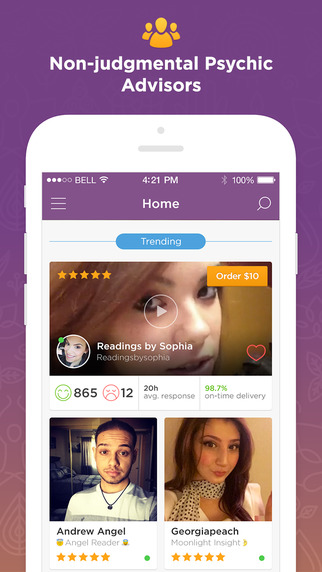 Non-judgmental Psychic
Advisors
BELL 4:21 PM 100%
Home
Trending
Order $10
Readings by Sophia
Readingsbysophia
865 12 20h 98.7%
avg. response on-time delivery
Andrew Angel Georgiapeach
Angel Reader Moonlight Insight